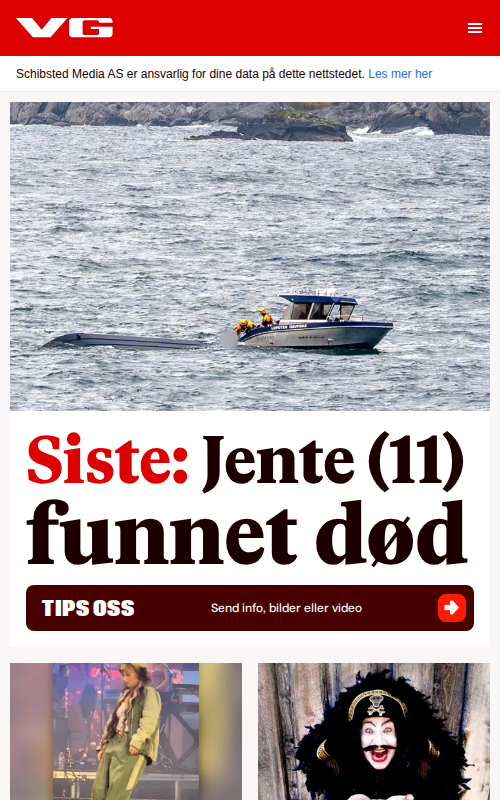 VG
Schibsted Media AS er ansvarlig for dine data på dette nettstedet. Les mer her
Siste: Jente (11)
funnet død
TIPS OSS
Send info, bilder eller video